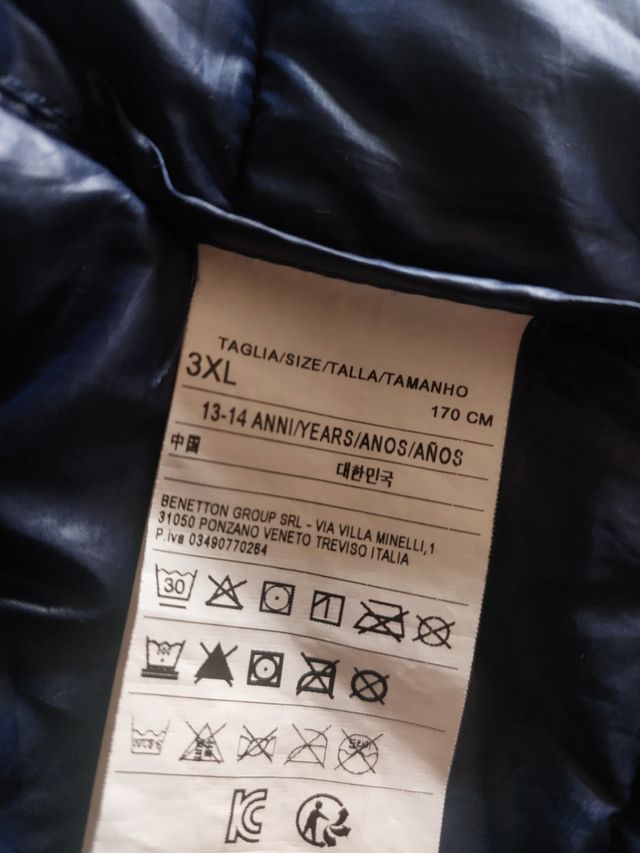 TAGLIA/SIZE/TALLA/TAMANHO
3XL
170 CM
13-14 ANNI/YEARS/ANOS/AÑOS
中国
대한민국
BENETTON GROUP SRL - VIA VILLA MINELLI,1
31050 PONZANO VENETO TREVISO ITALIA
P.iva 03490770264
30